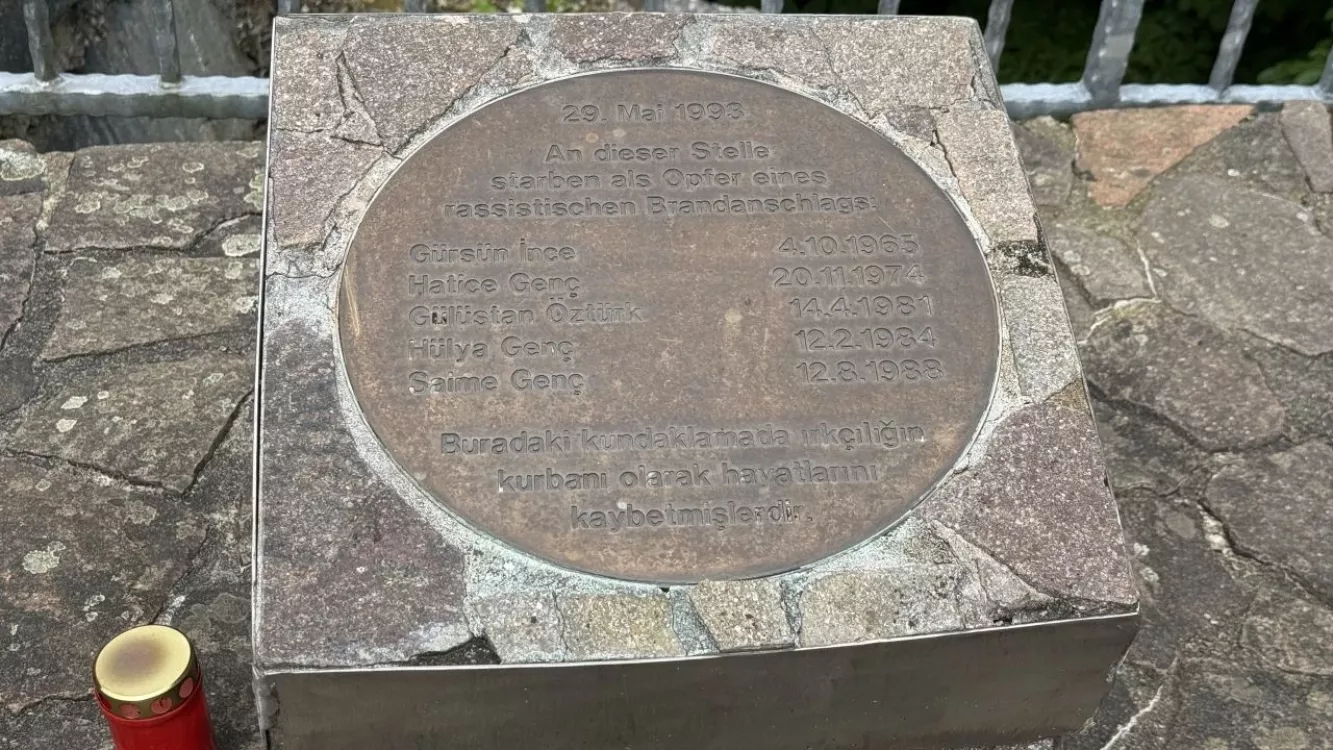 29. Mai 1993
An dieser Stelle
starben als Opfer eines
rassistischen Brandanschlags:
Gürsün İnce 4.10.1965
Hatice Genç 20.11.1974
Gülüstan Öztürk 14.4.1981
Hülya Genç 12.2.1984
Saime Genç 12.8.1988
Buradaki kundaklamada ırkçılığın
kurbanı olarak hayatlarını
kaybetmişlerdir.